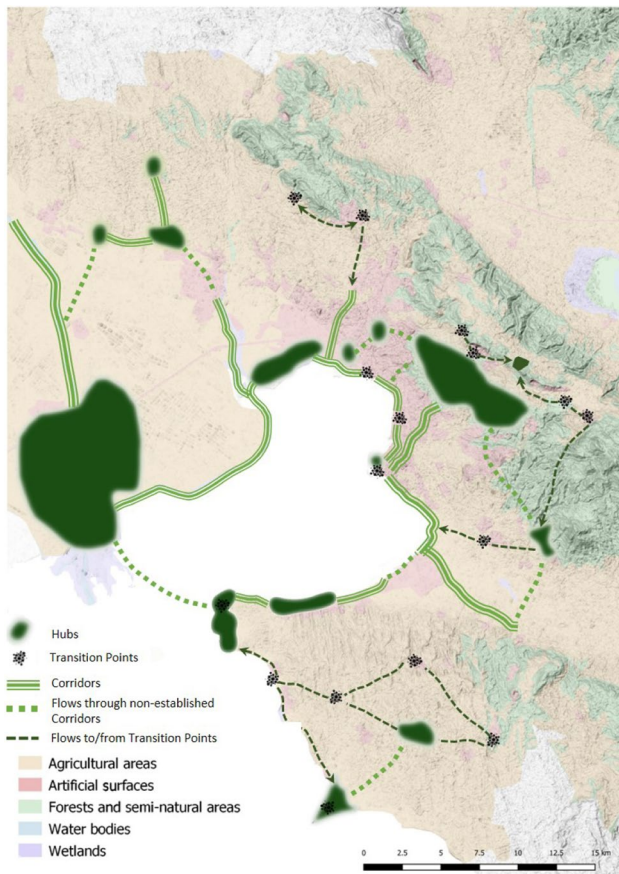 Hubs
Transition Points
Corridors
Flows through non-established
Corridors
Flows to/from Transition Points
Agricultural areas
Artificial surfaces
Forests and semi-natural areas
Water bodies
Wetlands
0 2.5 5 7.5 10 12.5 15 km